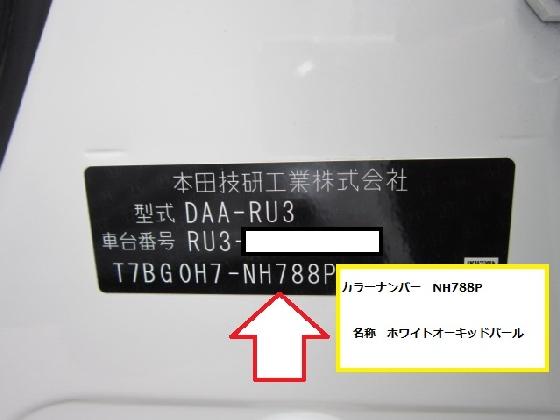 本田技研工業株式会社
型式 DAA-RU3
車台番号 RU3-
T7BG0H7-NH788P
カラーナンバー NH788P
名称 ホワイトオーキッドパール